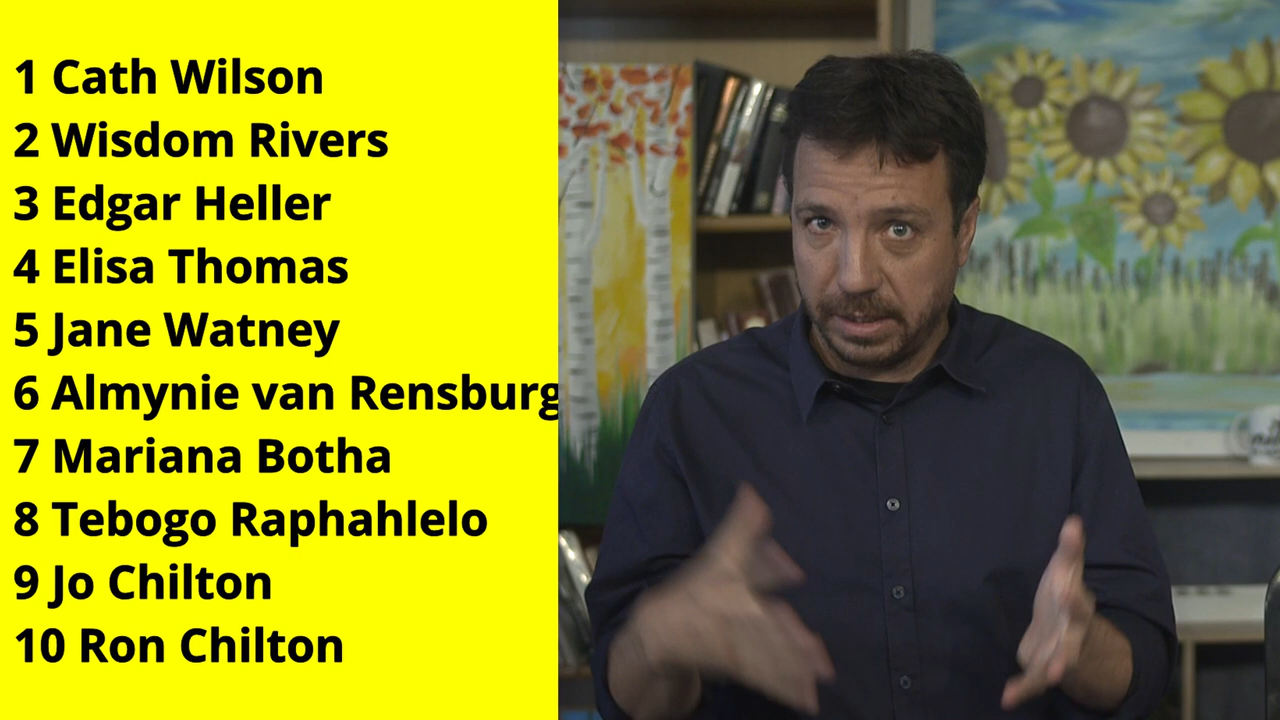 1 Cath Wilson
2 Wisdom Rivers
3 Edgar Heller
4 Elisa Thomas
5 Jane Watney
6 Almynie van Rensburg
7 Mariana Botha
8 Tebogo Raphahlelo
9 Jo Chilton
10 Ron Chilton